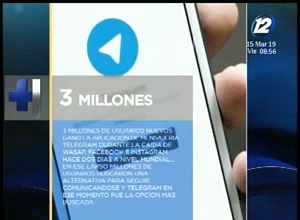 12
15 Mar 19
Vie 08:56
3 MILLONES
3 MILLONES DE USUARIOS NUEVOS
GANÓ LA APLICACIÓN DE MENSAJERÍA
TELEGRAM DURANTE LA CAÍDA DE
WASAP, FACEBOOK E INSTAGRAM
HACE DOS DÍAS A NIVEL MUNDIAL...
EN ESE LAPSO MILLONES DE
USUARIOS BUSCARON UNA
ALTERNATIVA PARA SEGUIR
COMUNICÁNDOSE Y TELEGRAM EN
ESE MOMENTO FUE LA OPCIÓN MÁS
BUSCADA.